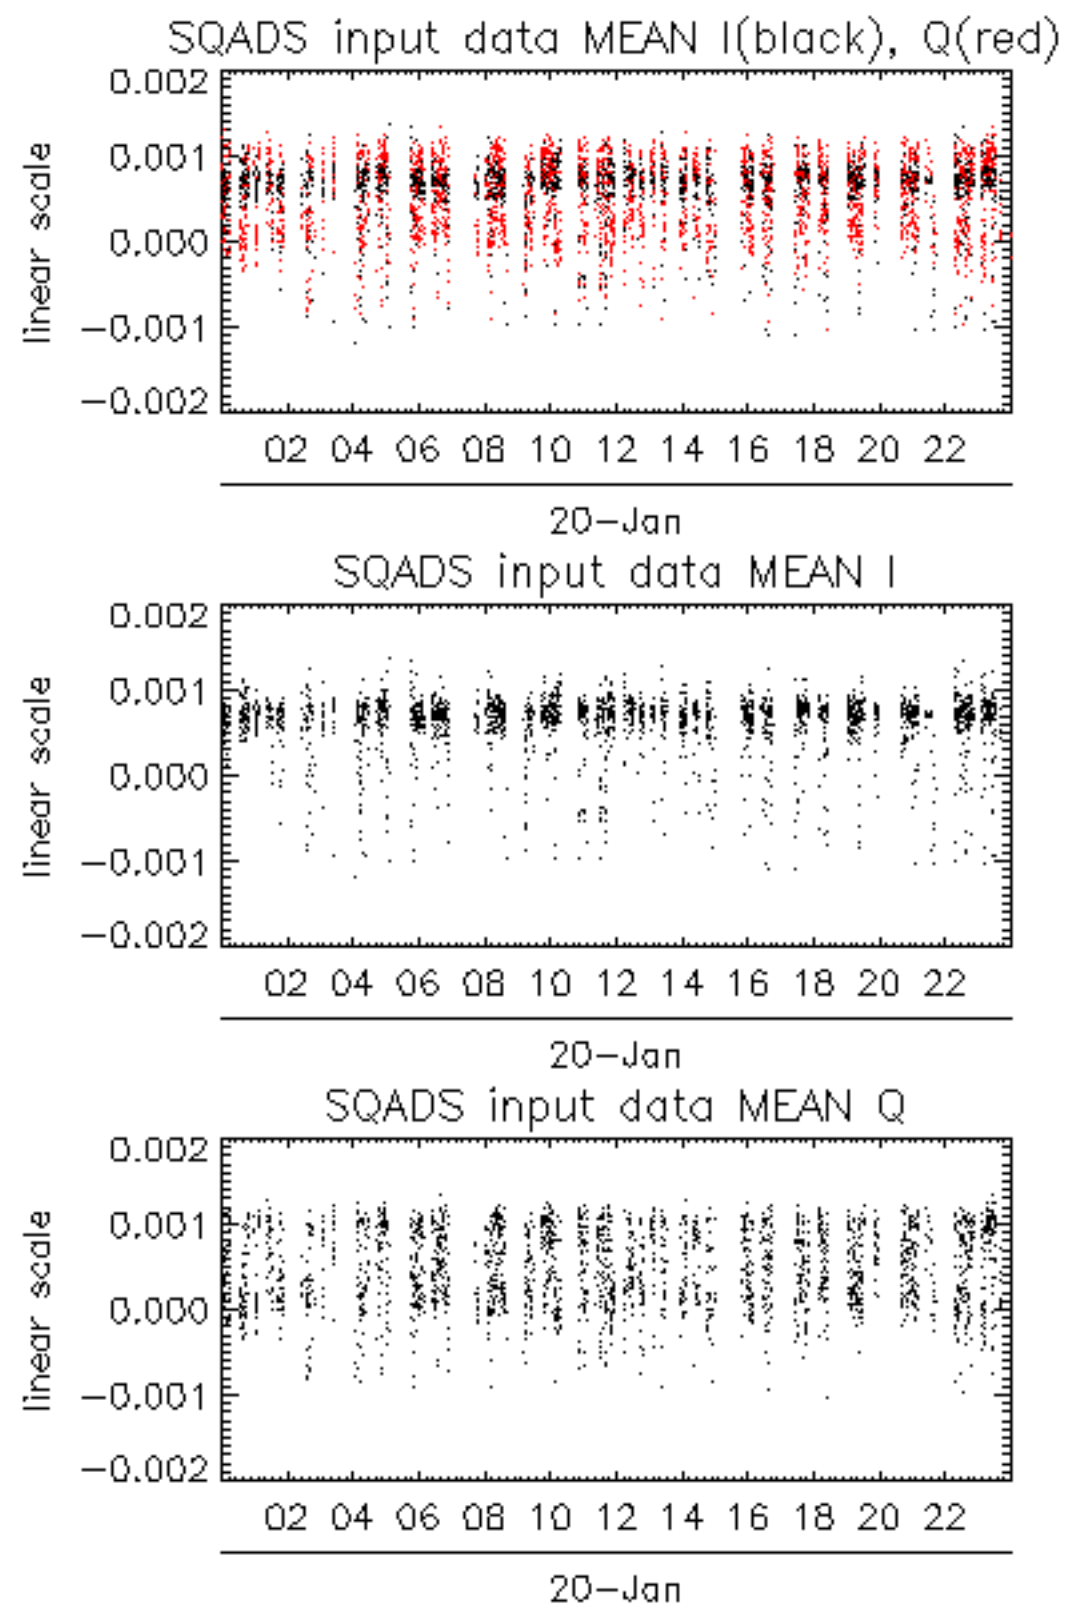 SQADS input data MEAN I(black), Q(red)
0.002
0.001
0.000
−0.001
−0.002
linear scale
02 04 06 08 10 12 14 16 18 20 22
20−Jan
SQADS input data MEAN I
0.002
0.001
0.000
−0.001
−0.002
linear scale
02 04 06 08 10 12 14 16 18 20 22
20−Jan
SQADS input data MEAN Q
0.002
0.001
0.000
−0.001
−0.002
linear scale
02 04 06 08 10 12 14 16 18 20 22
20−Jan